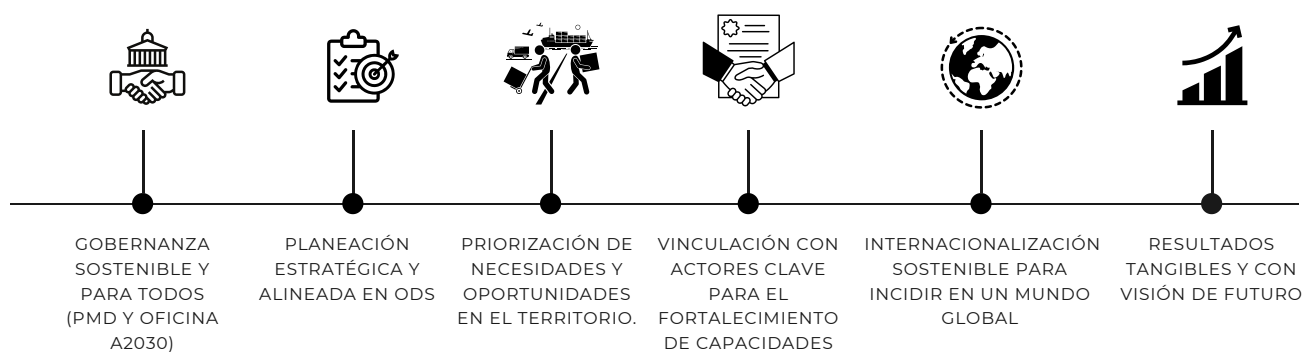 GOBERNANZA
SOSTENIBLE Y
PARA TODOS
(PMD Y OFICINA
A2030)
PLANEACIÓN
ESTRATÉGICA Y
ALINEADA EN ODS
PRIORIZACIÓN DE
NECESIDADES Y
OPORTUNIDADES
EN EL TERRITORIO.
VINCULACIÓN CON
ACTORES CLAVE
PARA EL
FORTALECIMIENTO
DE CAPACIDADES
INTERNACIONALIZACIÓN
SOSTENIBLE PARA
INCIDIR EN UN MUNDO
GLOBAL
RESULTADOS
TANGIBLES Y CON
VISIÓN DE FUTURO